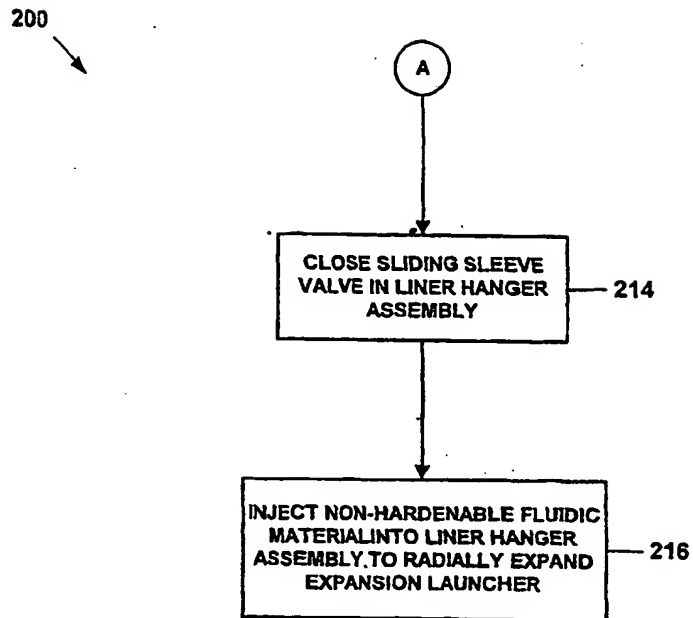 200
A
CLOSE SLIDING SLEEVE
VALVE IN LINER HANGER
ASSEMBLY
214
INJECT NON-HARDENABLE FLUIDIC
MATERIALINTO LINER HANGER
ASSEMBLY.TO RADIALLY EXPAND
EXPANSION LAUNCHER
216